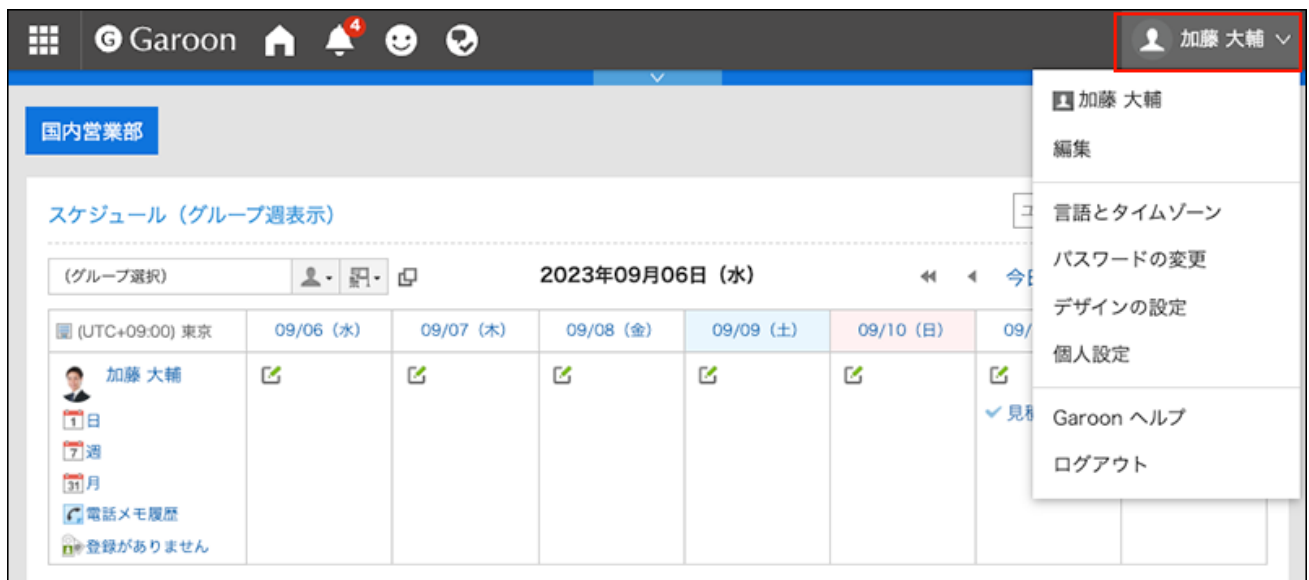 G Garoon 4 加藤 大輔
加藤 大輔
編集
言語とタイムゾーン
パスワードの変更
デザインの設定
個人設定
Garoon ヘルプ
ログアウト
国内営業部
スケジュール（グループ週表示）
(グループ選択) 2023年09月06日（水）
(UTC+09:00) 東京 09/06（水） 09/07（木） 09/08（金） 09/09（土） 09/10（日） 09/
加藤 大輔
1 日
7 週
31 月
電話メモ履歴
登録がありません